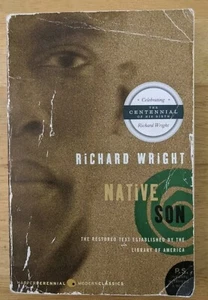 Celebrating
THE CENTENNIAL
OF HIS BIRTH
Richard Wright
RiCHARD WRIGHT
NATiVE
SON
THE RESTORED TEXT ESTABLISHED BY THE
LIBRARY OF AMERICA
HARPERPERENNIAL MODERNCLASSICS
P.S.